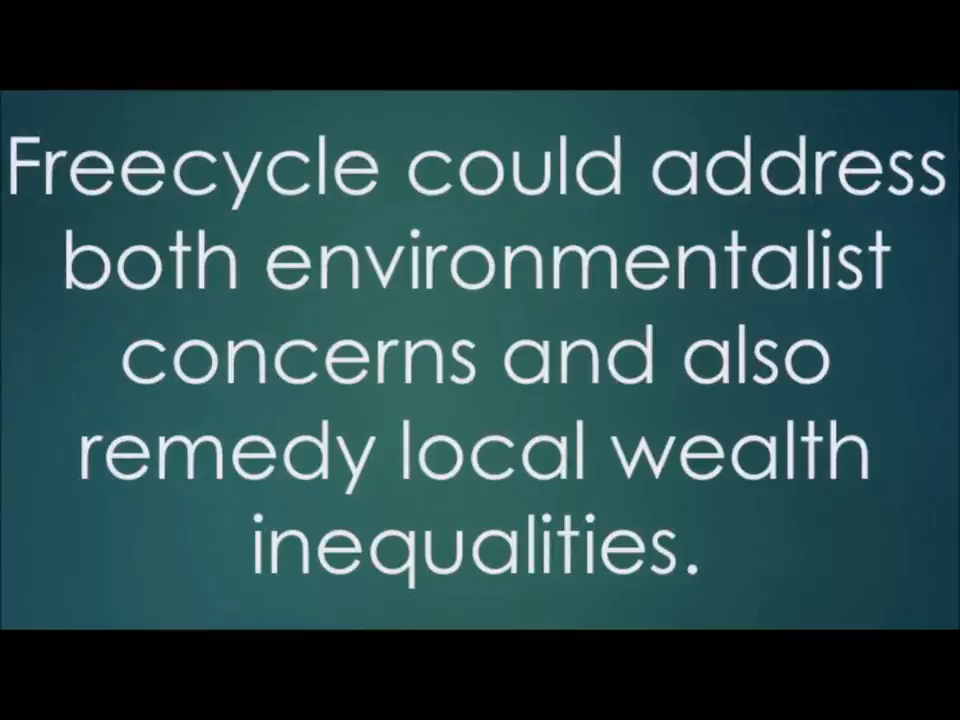 Freecycle could address
both environmentalist
concerns and also
remedy local wealth
inequalities.